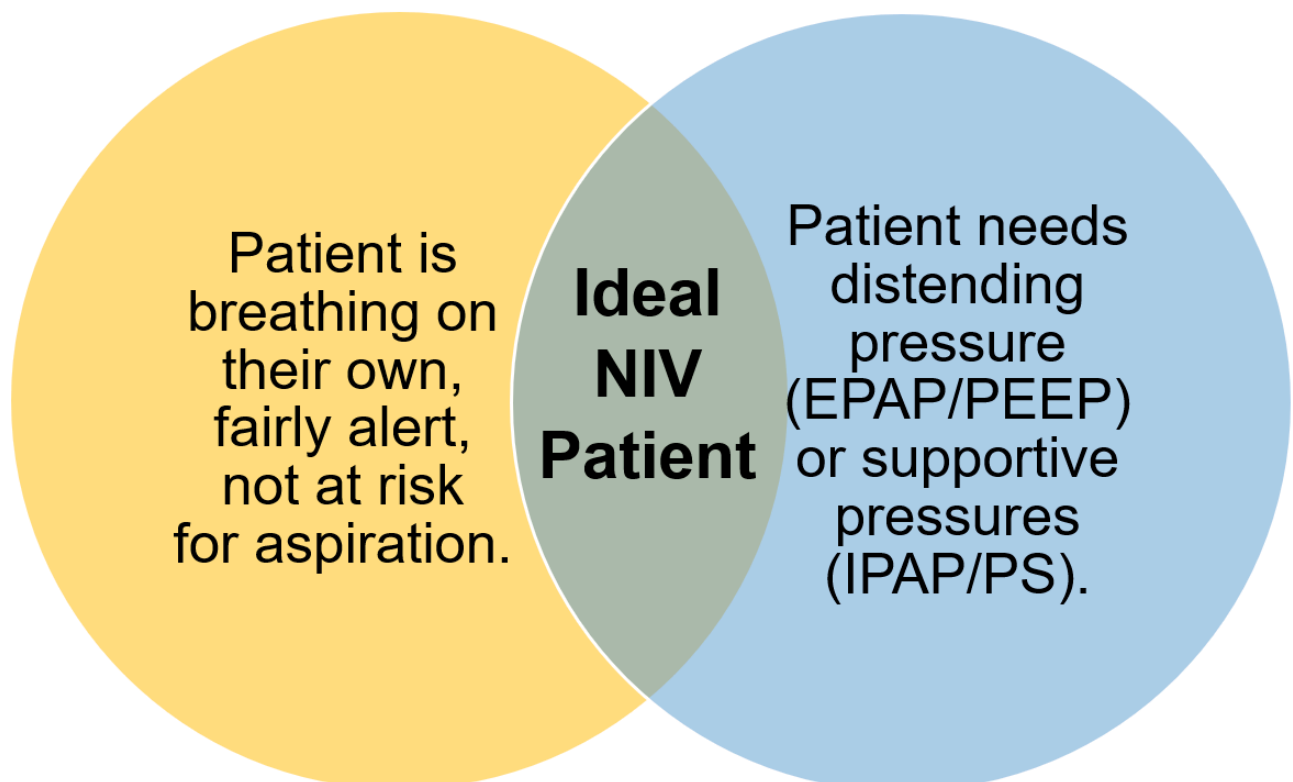 Patient is
breathing on
their own,
fairly alert,
not at risk
for aspiration.
Ideal
NIV
Patient
Patient needs
distending
pressure
(EPAP/PEEP)
or supportive
pressures
(IPAP/PS).